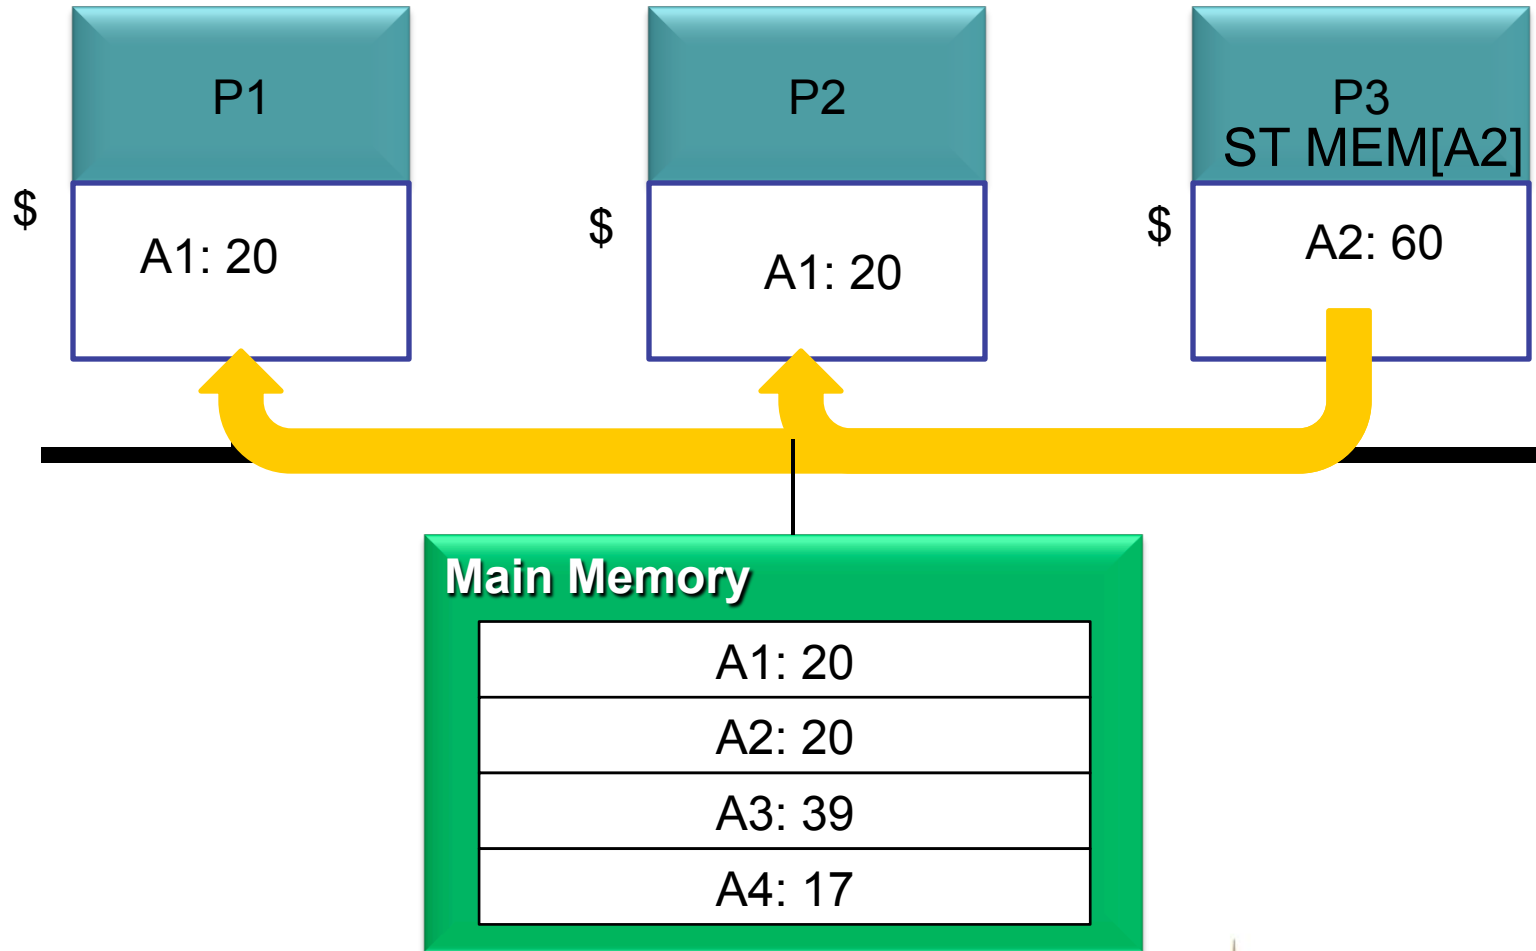 P1
P2
P3
ST MEM[A2]
$
A1: 20
$
A1: 20
$
A2: 60
Main Memory
A1: 20
A2: 20
A3: 39
A4: 17